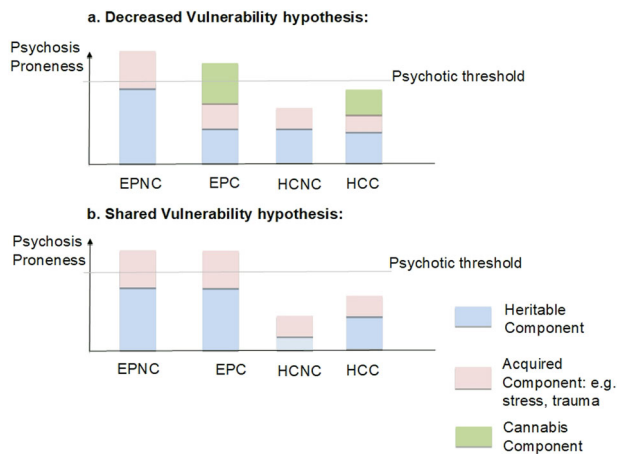 a. Decreased Vulnerability hypothesis:
Psychosis
Proneness
Psychotic threshold
EPNC
EPC
HCNC
HCC
b. Shared Vulnerability hypothesis:
Psychosis
Proneness
Psychotic threshold
EPNC
EPC
HCNC
HCC
Heritable
Component
Acquired
Component: e.g.
stress, trauma
Cannabis
Component